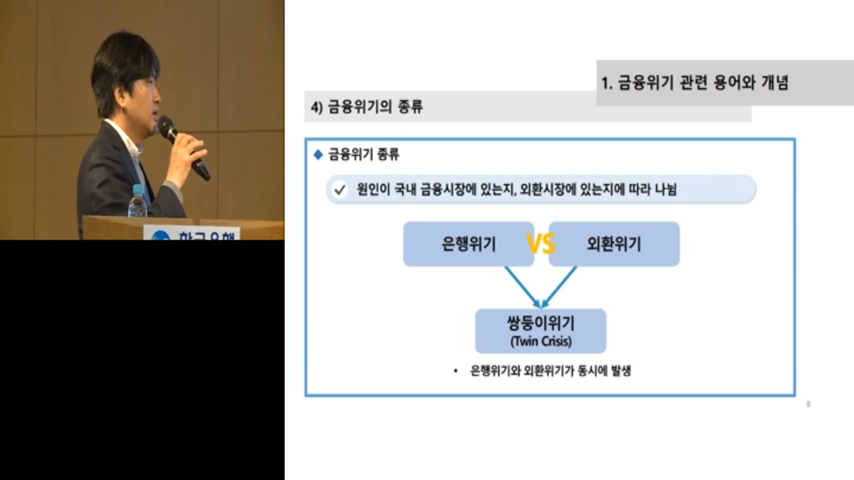 1. 금융위기 관련 용어와 개념
4) 금융위기의 종류
금융위기 종류
원인이 국내 금융시장에 있는지, 외환시장에 있는지에 따라 나뉨
은행위기 VS 외환위기
쌍둥이위기
(Twin Crisis)
• 은행위기와 외환위기가 동시에 발생
8
한국은행